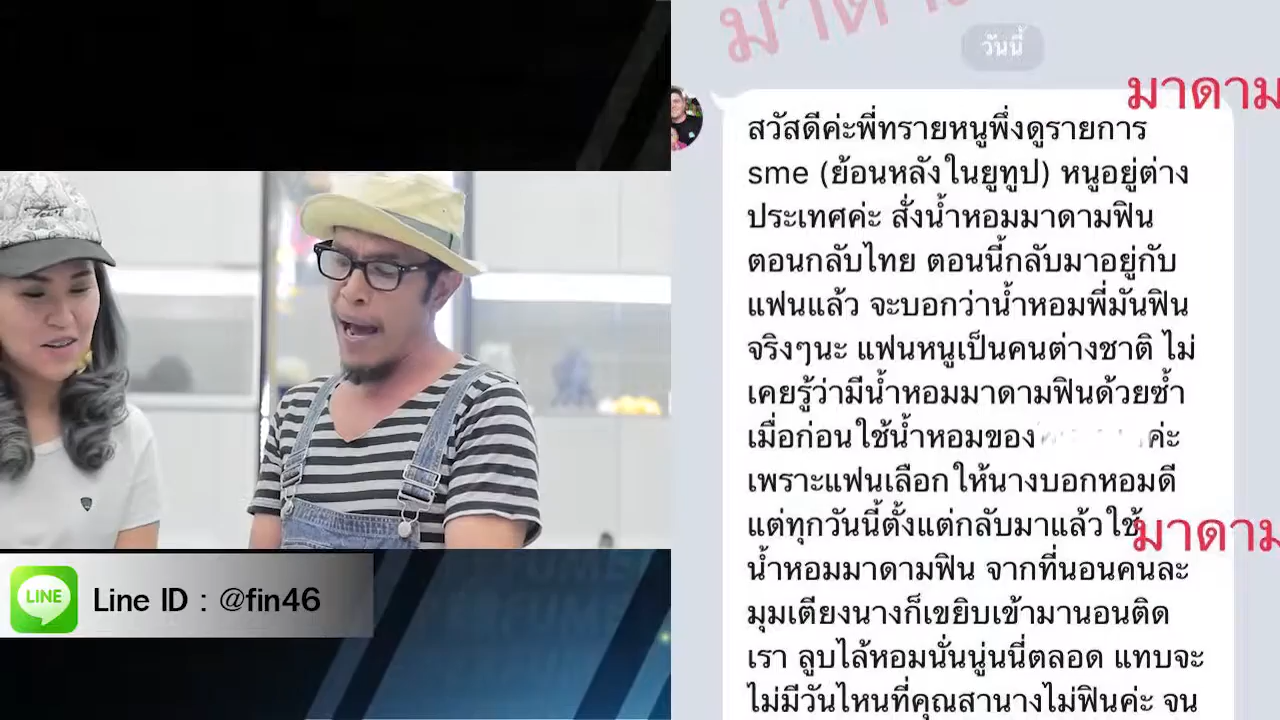 LINE
Line ID : @fin46
มาดาม
วันนี้
มาดาม
สวัสดีค่ะพี่ทรายหนูพึ่งดูรายการ
sme (ย้อนหลังในยูทูป) หนูอยู่ต่าง
ประเทศค่ะ สั่งน้ำหอมมาดามฟิน
ตอนกลับไทย ตอนนี้กลับมาอยู่กับ
แฟนแล้ว จะบอกว่าน้ำหอมพี่มันฟิน
จริงๆนะ แฟนหนูเป็นคนต่างชาติ ไม่
เคยรู้ว่ามีน้ำหอมมาดามฟินด้วยซ้ำ
เมื่อก่อนใช้น้ำหอมของ ค่ะ
เพราะแฟนเลือกให้นางบอกหอมดี
แต่ทุกวันนี้ตั้งแต่กลับมาแล้วใช้
มาดาม
น้ำหอมมาดามฟิน จากที่นอนคนละ
มุมเตียงนางก็เขยิบเข้ามานอนติด
เรา ลูบไล้หอมนั่นนู่นนี่ตลอด แทบจะ
ไม่มีวันไหนที่คุณสานางไม่ฟินค่ะ จน